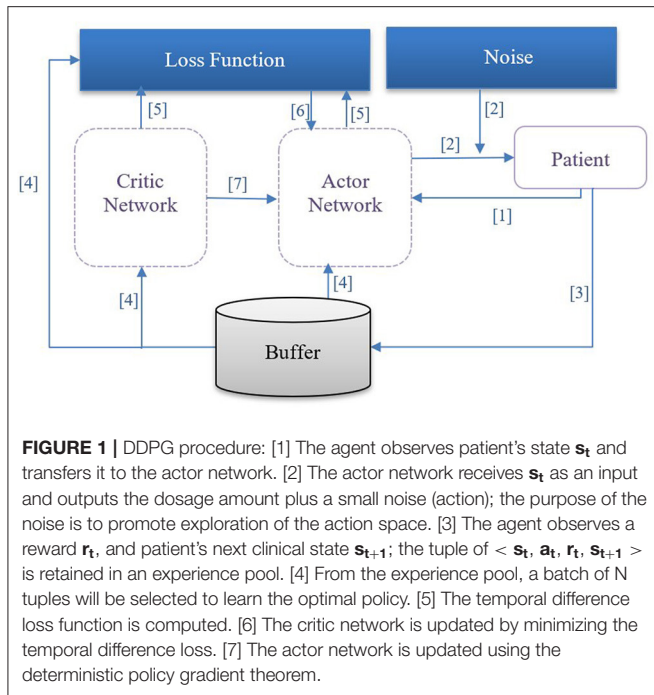 Loss Function
Noise
[5]
[6]
[5]
[2]
[2]
[4]
Critic
Network
[7]
Actor
Network
Patient
[1]
[4]
[4]
[3]
Buffer
FIGURE 1 | DDPG procedure: [1] The agent observes patient's state st and
transfers it to the actor network. [2] The actor network receives st as an input
and outputs the dosage amount plus a small noise (action); the purpose of the
noise is to promote exploration of the action space. [3] The agent observes a
reward rt, and patient's next clinical state st+1; the tuple of < st, at, rt, st+1 >
is retained in an experience pool. [4] From the experience pool, a batch of N
tuples will be selected to learn the optimal policy. [5] The temporal difference
loss function is computed. [6] The critic network is updated by minimizing the
temporal difference loss. [7] The actor network is updated using the
deterministic policy gradient theorem.